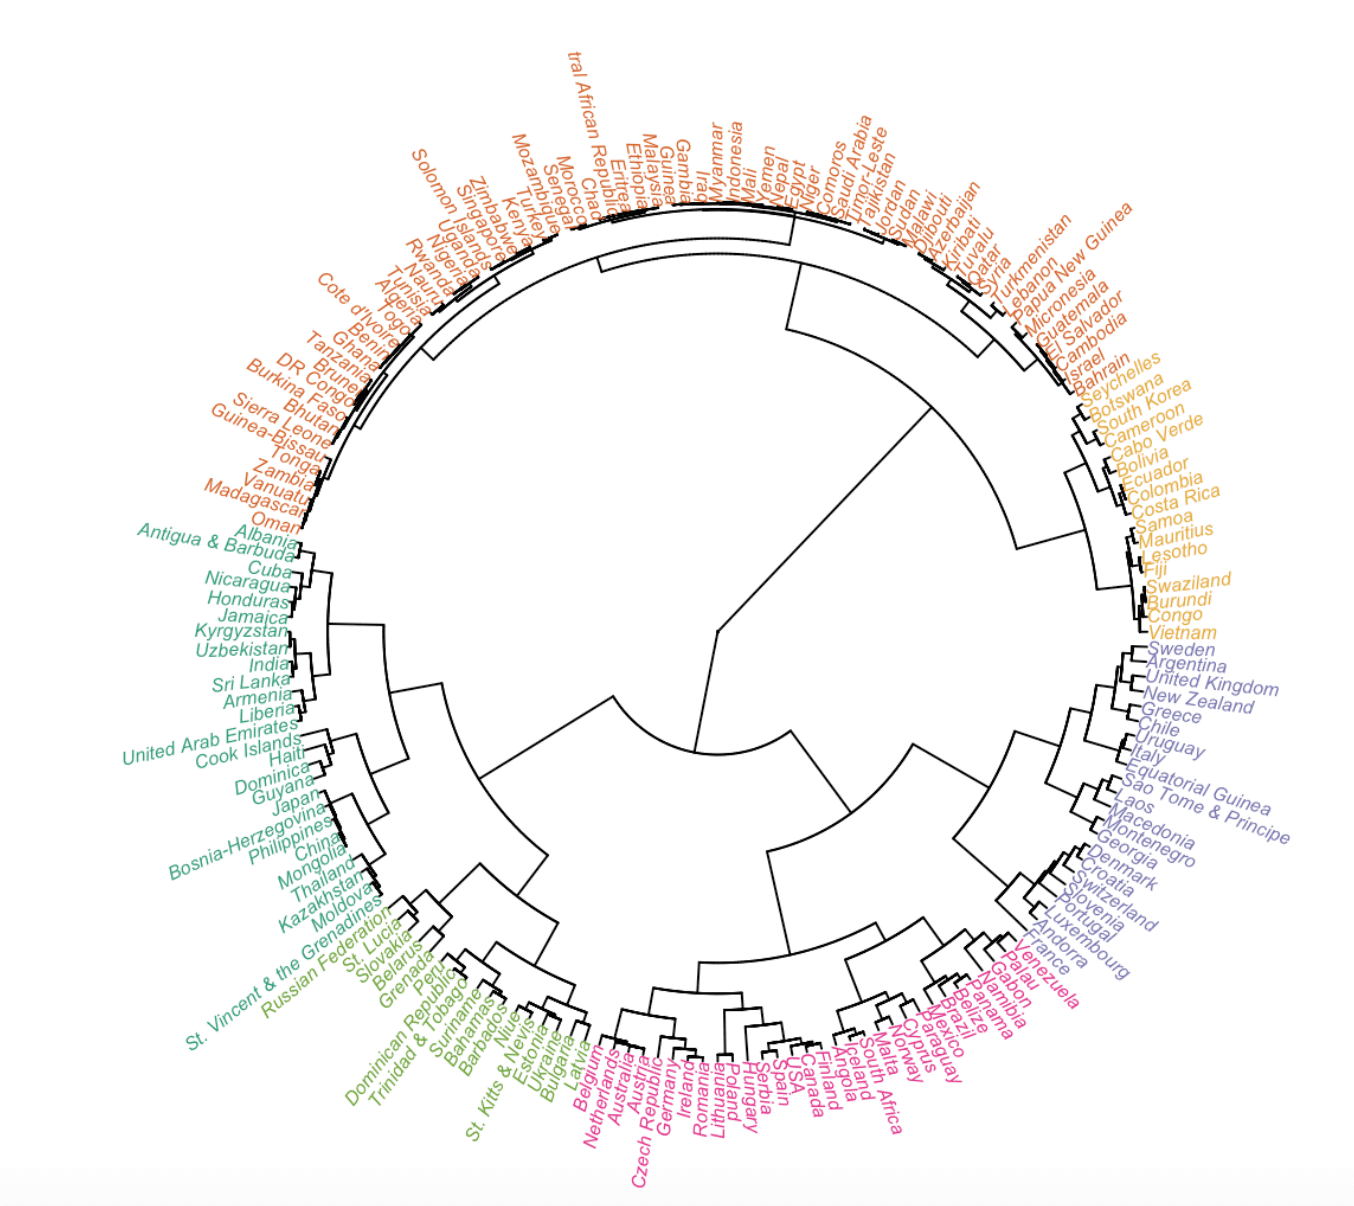 tral African Republic
Eritrea
Ethiopia
Malaysia
Guinea
Gambia
Iraq
Myanmar
Indonesia
Mali
Yemen
Nepal
Egypt
Niger
Comoros
Saudi Arabia
Timor-Leste
Tajikistan
Jordan
Sudan
Malawi
Djibouti
Azerbaijan
Kiribati
Tuvalu
Qatar
Syria
Turkmenistan
Lebanon
Papua New Guinea
Micronesia
Guatemala
El Salvador
Cambodia
Israel
Bahrain
Seychelles
Botswana
South Korea
Cameroon
Cabo Verde
Bolivia
Ecuador
Colombia
Costa Rica
Samoa
Mauritius
Lesotho
Fiji
Swaziland
Burundi
Congo
Vietnam
Sweden
Argentina
United Kingdom
New Zealand
Greece
Chile
Uruguay
Italy
Equatorial Guinea
Sao Tome & Principe
Laos
Macedonia
Montenegro
Georgia
Denmark
Croatia
Switzerland
Slovenia
Portugal
Luxembourg
Andorra
France
Venezuela
Palau
Gabon
Namibia
Panama
Belize
Brazil
Mexico
Paraguay
Cyprus
Norway
Malta
South Africa
Iceland
Angola
Finland
Canada
USA
Spain
Serbia
Hungary
Poland
Lithuania
Romania
Ireland
Germany
Czech Republic
Austria
Australia
Netherlands
Belgium
Latvia
Bulgaria
Ukraine
Estonia
St. Kitts & Nevis
Niue
Barbados
Bahamas
Suriname
Trinidad & Tobago
Dominican Republic
Peru
Grenada
Belarus
Slovakia
St. Lucia
Russian Federation
St. Vincent & the Grenadines
Moldova
Kazakhstan
Thailand
Mongolia
China
Philippines
Bosnia-Herzegovina
Japan
Guyana
Dominica
Haiti
Cook Islands
United Arab Emirates
Liberia
Armenia
Sri Lanka
India
Uzbekistan
Kyrgyzstan
Jamaica
Honduras
Nicaragua
Cuba
Antigua & Barbuda
Albania
Oman
Madagascar
Vanuatu
Zambia
Tonga
Guinea-Bissau
Sierra Leone
Bhutan
Burkina Faso
DR Congo
Brunei
Tanzania
Ghana
Benin
Cote d'Ivoire
Togo
Algeria
Tunisia
Nauru
Rwanda
Nigeria
Uganda
Solomon Islands
Singapore
Zimbabwe
Kenya
Turkey
Mozambique
Senegal
Morocco
Chad